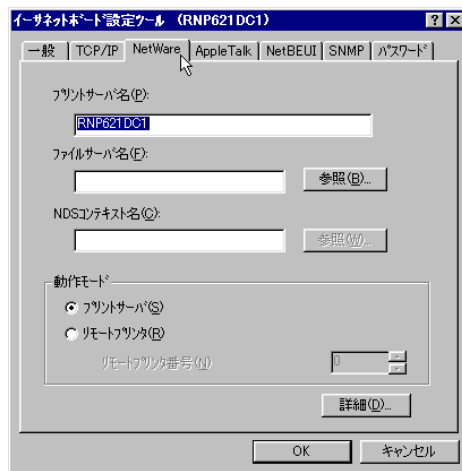 ｲｰｻﾈｯﾄﾎﾞｰﾄﾞ設定ﾂｰﾙ （RNP621DC1）
一般 TCP/IP NetWare AppleTalk NetBEUI SNMP ﾊﾟｽﾜｰﾄﾞ
ﾌﾟﾘﾝﾄｻｰﾊﾞ名(P):
RNP621DC1
ﾌｧｲﾙｻｰﾊﾞ名(F):
参照(B)...
NDSｺﾝﾃｷｽﾄ名(C):
参照(W)...
動作ﾓｰﾄﾞ
ﾌﾟﾘﾝﾄｻｰﾊﾞ(S)
ﾘﾓｰﾄﾌﾟﾘﾝﾀ(R)
ﾘﾓｰﾄﾌﾟﾘﾝﾀ番号(N) 0
詳細(D)...
OK キャンセル